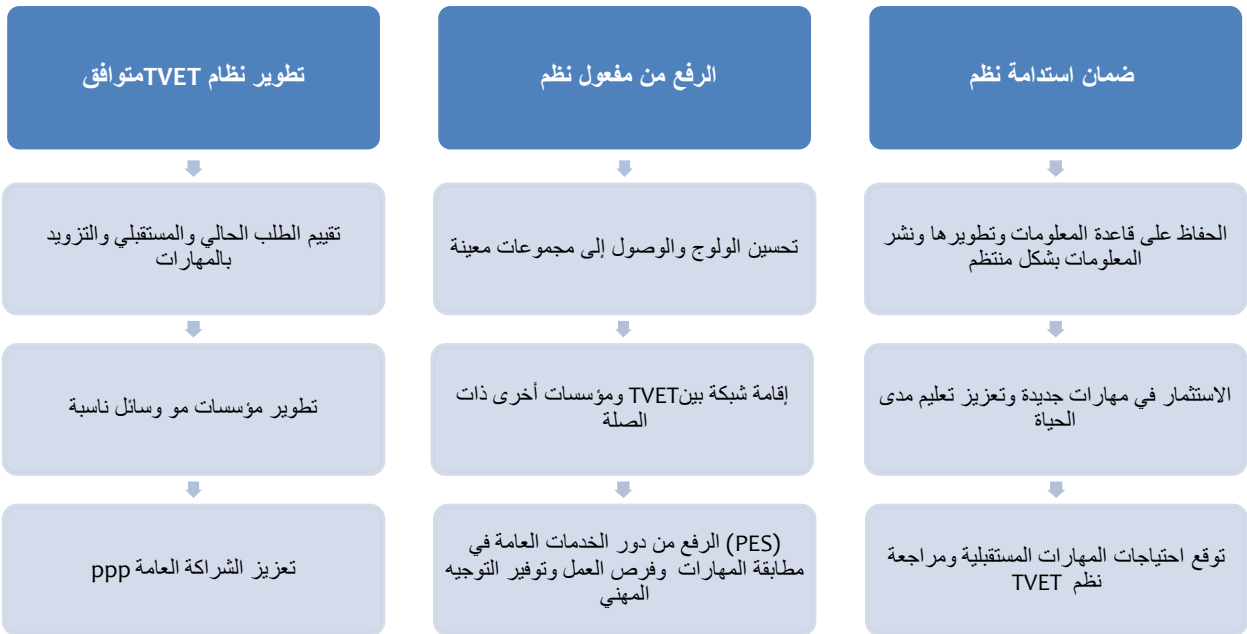 ضمان استدامة نظم
الحفاظ على قاعدة المعلومات وتطويرها ونشر
المعلومات بشكل منتظم
الاستثمار في مهارات جديدة وتعزيز تعليم مدى
الحياة
توقع احتياجات المهارات المستقبلية ومراجعة
نظم TVET
الرفع من مفعول نظم
تحسين الولوج والوصول إلى مجموعات معينة
إقامة شبكة بينTVET ومؤسسات أخرى ذات
الصلة
(PES) الرفع من دور الخدمات العامة في
مطابقة المهارات وفرص العمل وتوفير التوجيه
المهني
تطوير نظام TVETمتوافق
تقييم الطلب الحالي والمستقبلي والتزويد
بالمهارات
تطوير مؤسسات مو وسائل ناسبة
تعزيز الشراكة العامة ppp